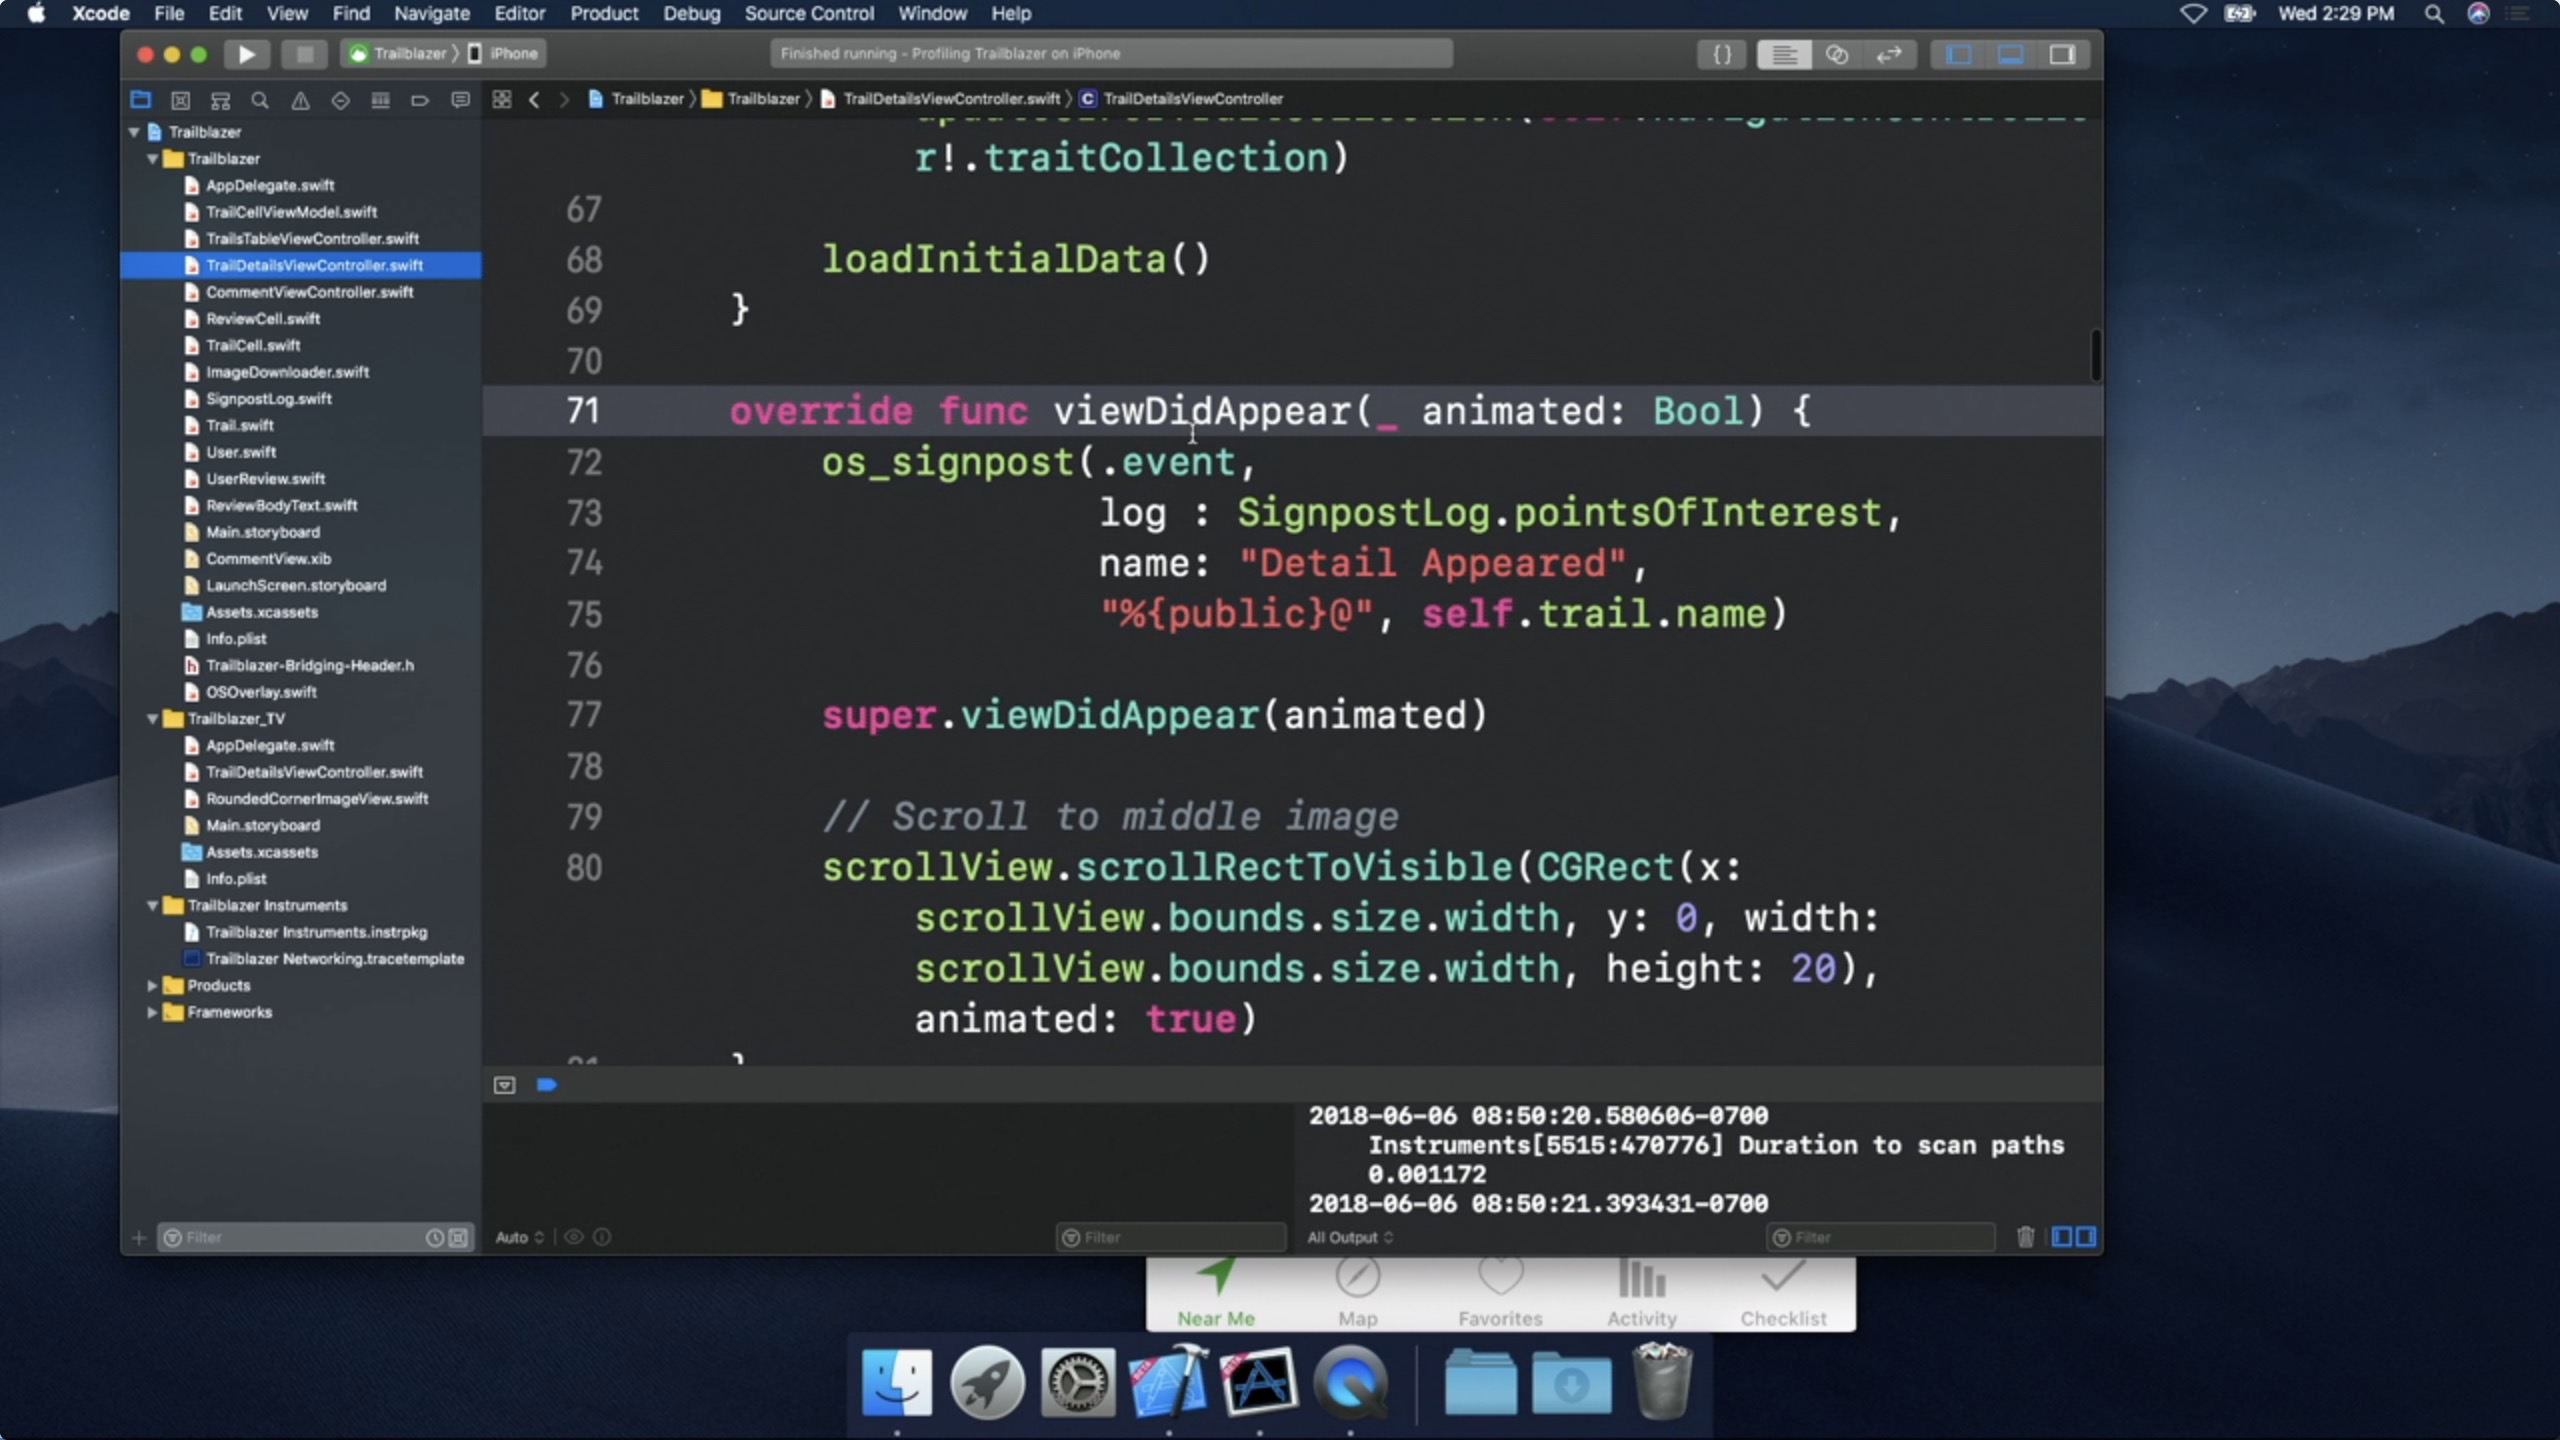 Xcode File Edit View Find Navigate Editor Product Debug Source Control Window Help Wed 2:29 PM
Trailblazer iPhone Finished running - Profiling Trailblazer on iPhone {}
Trailblazer Trailblazer TrailDetailsViewController.swift C TrailDetailsViewController
Trailblazer
Trailblazer
AppDelegate.swift
TrailCellViewModel.swift
TrailsTableViewController.swift
TrailDetailsViewController.swift
CommentViewController.swift
ReviewCell.swift
TrailCell.swift
ImageDownloader.swift
SignpostLog.swift
Trail.swift
User.swift
UserReview.swift
ReviewBodyText.swift
Main.storyboard
CommentView.xib
LaunchScreen.storyboard
Assets.xcassets
Info.plist
Trailblazer-Bridging-Header.h
OSOverlay.swift
Trailblazer_TV
AppDelegate.swift
TrailDetailsViewController.swift
RoundedCornerImageView.swift
Main.storyboard
Assets.xcassets
Info.plist
Trailblazer Instruments
Trailblazer Instruments.instrpkg
Trailblazer Networking.tracetemplate
Products
Frameworks
Filter
r!.traitCollection)
67
68 loadInitialData()
69 }
70
71 override func viewDidAppear(_ animated: Bool) {
72 os_signpost(.event,
73 log : SignpostLog.pointsOfInterest,
74 name: "Detail Appeared",
75 "%{public}@", self.trail.name)
76
77 super.viewDidAppear(animated)
78
79 // Scroll to middle image
80 scrollView.scrollRectToVisible(CGRect(x:
scrollView.bounds.size.width, y: 0, width:
scrollView.bounds.size.width, height: 20),
animated: true)
2018-06-06 08:50:20.580606-0700
Instruments[5515:470776] Duration to scan paths
0.001172
2018-06-06 08:50:21.393431-0700
Auto Filter All Output Filter
Near Me Map Favorites Activity Checklist